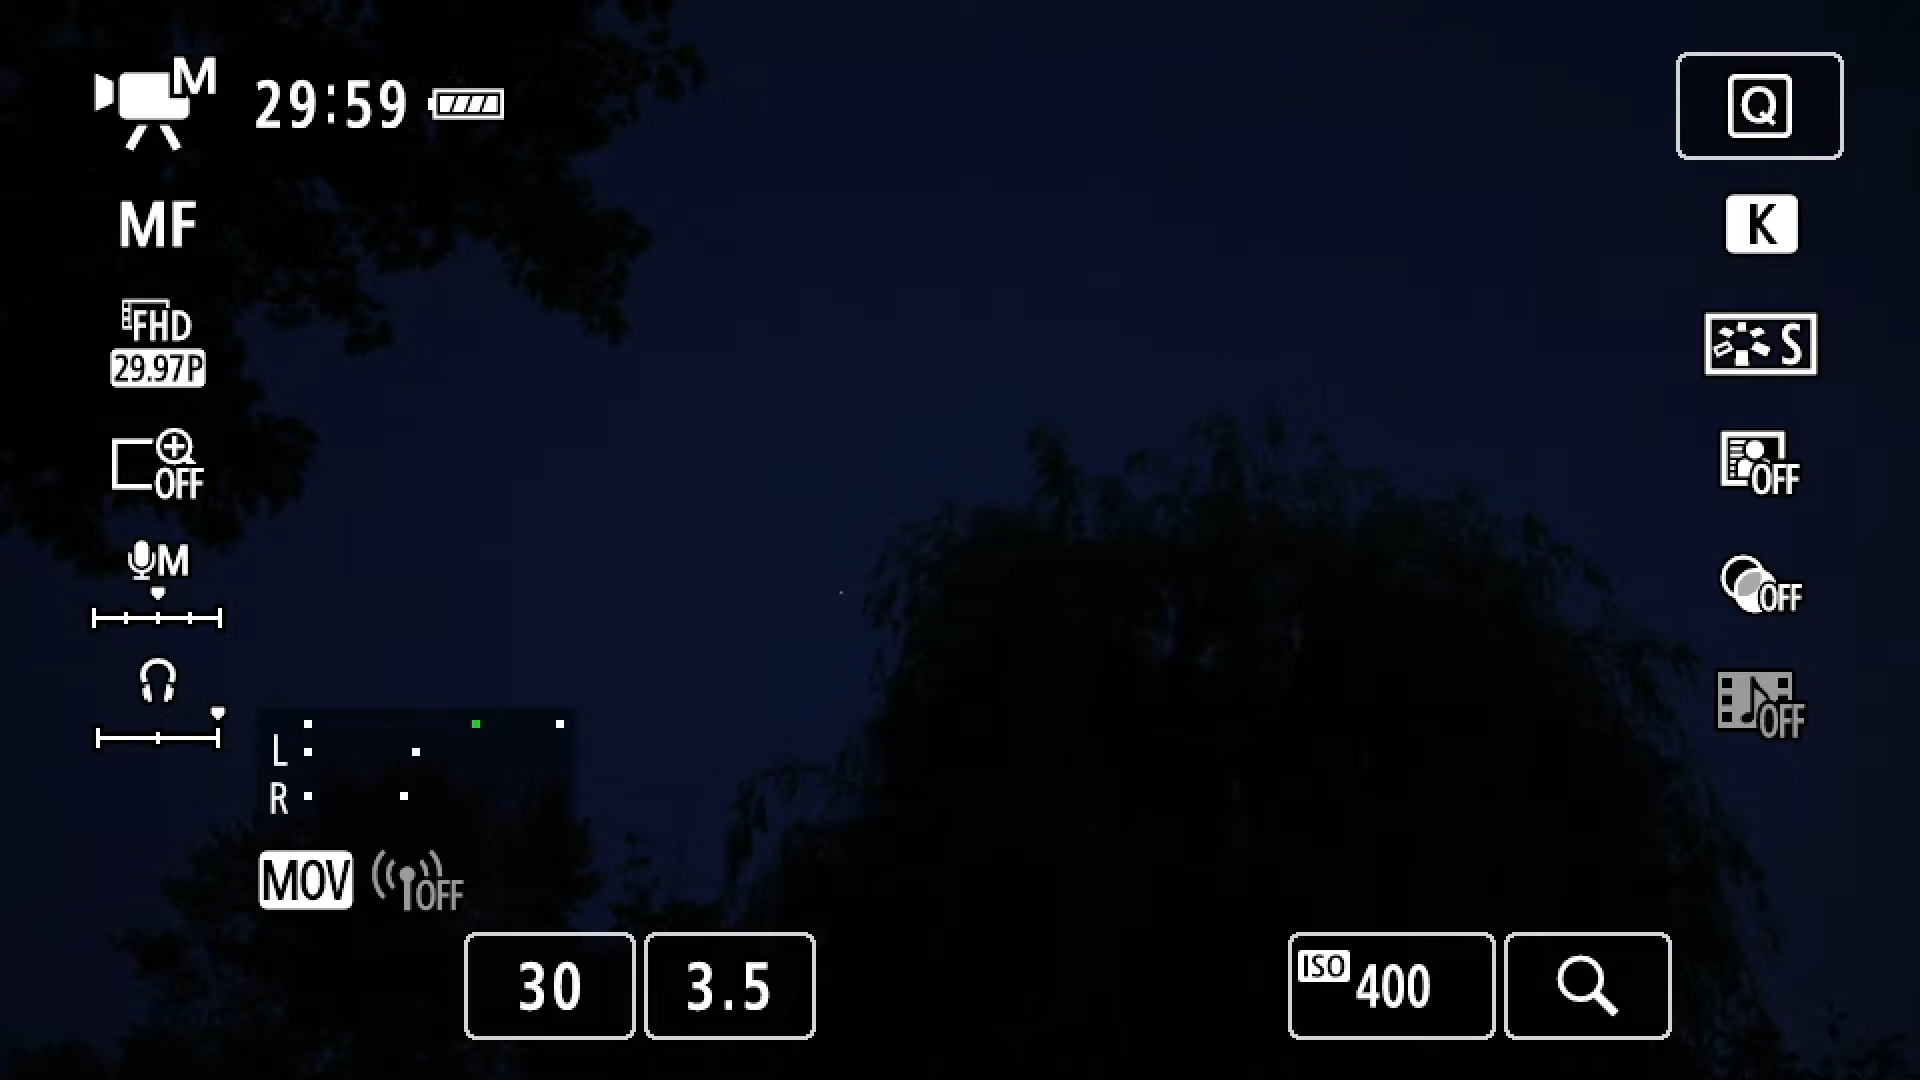 M 29:59
Q
MF
K
FHD
29.97P
S
OFF
OFF
M
OFF
OFF
L
R
MOV OFF
30 3.5 ISO 400